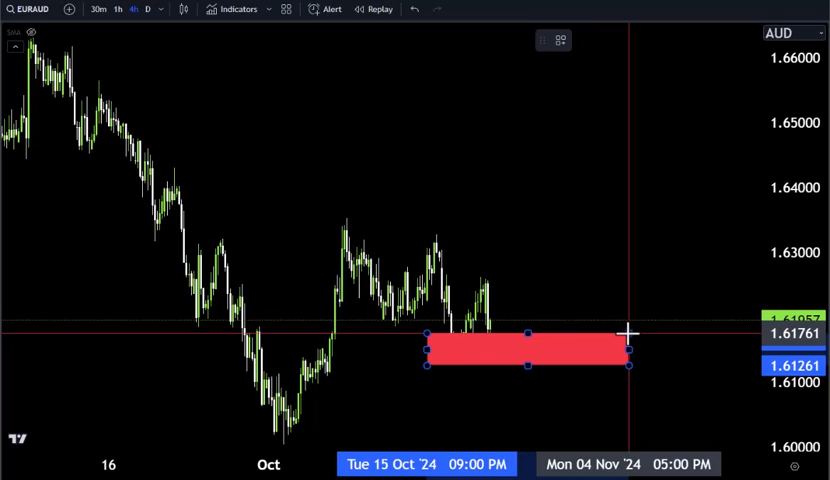 EURAUD 30m 1h 4h D Indicators Alert Replay
SMA
AUD
1.66000
1.65000
1.64000
1.63000
1.61957
1.61761
1.61261
1.61000
1.60000
16 Oct Tue 15 Oct '24 09:00 PM Mon 04 Nov '24 05:00 PM